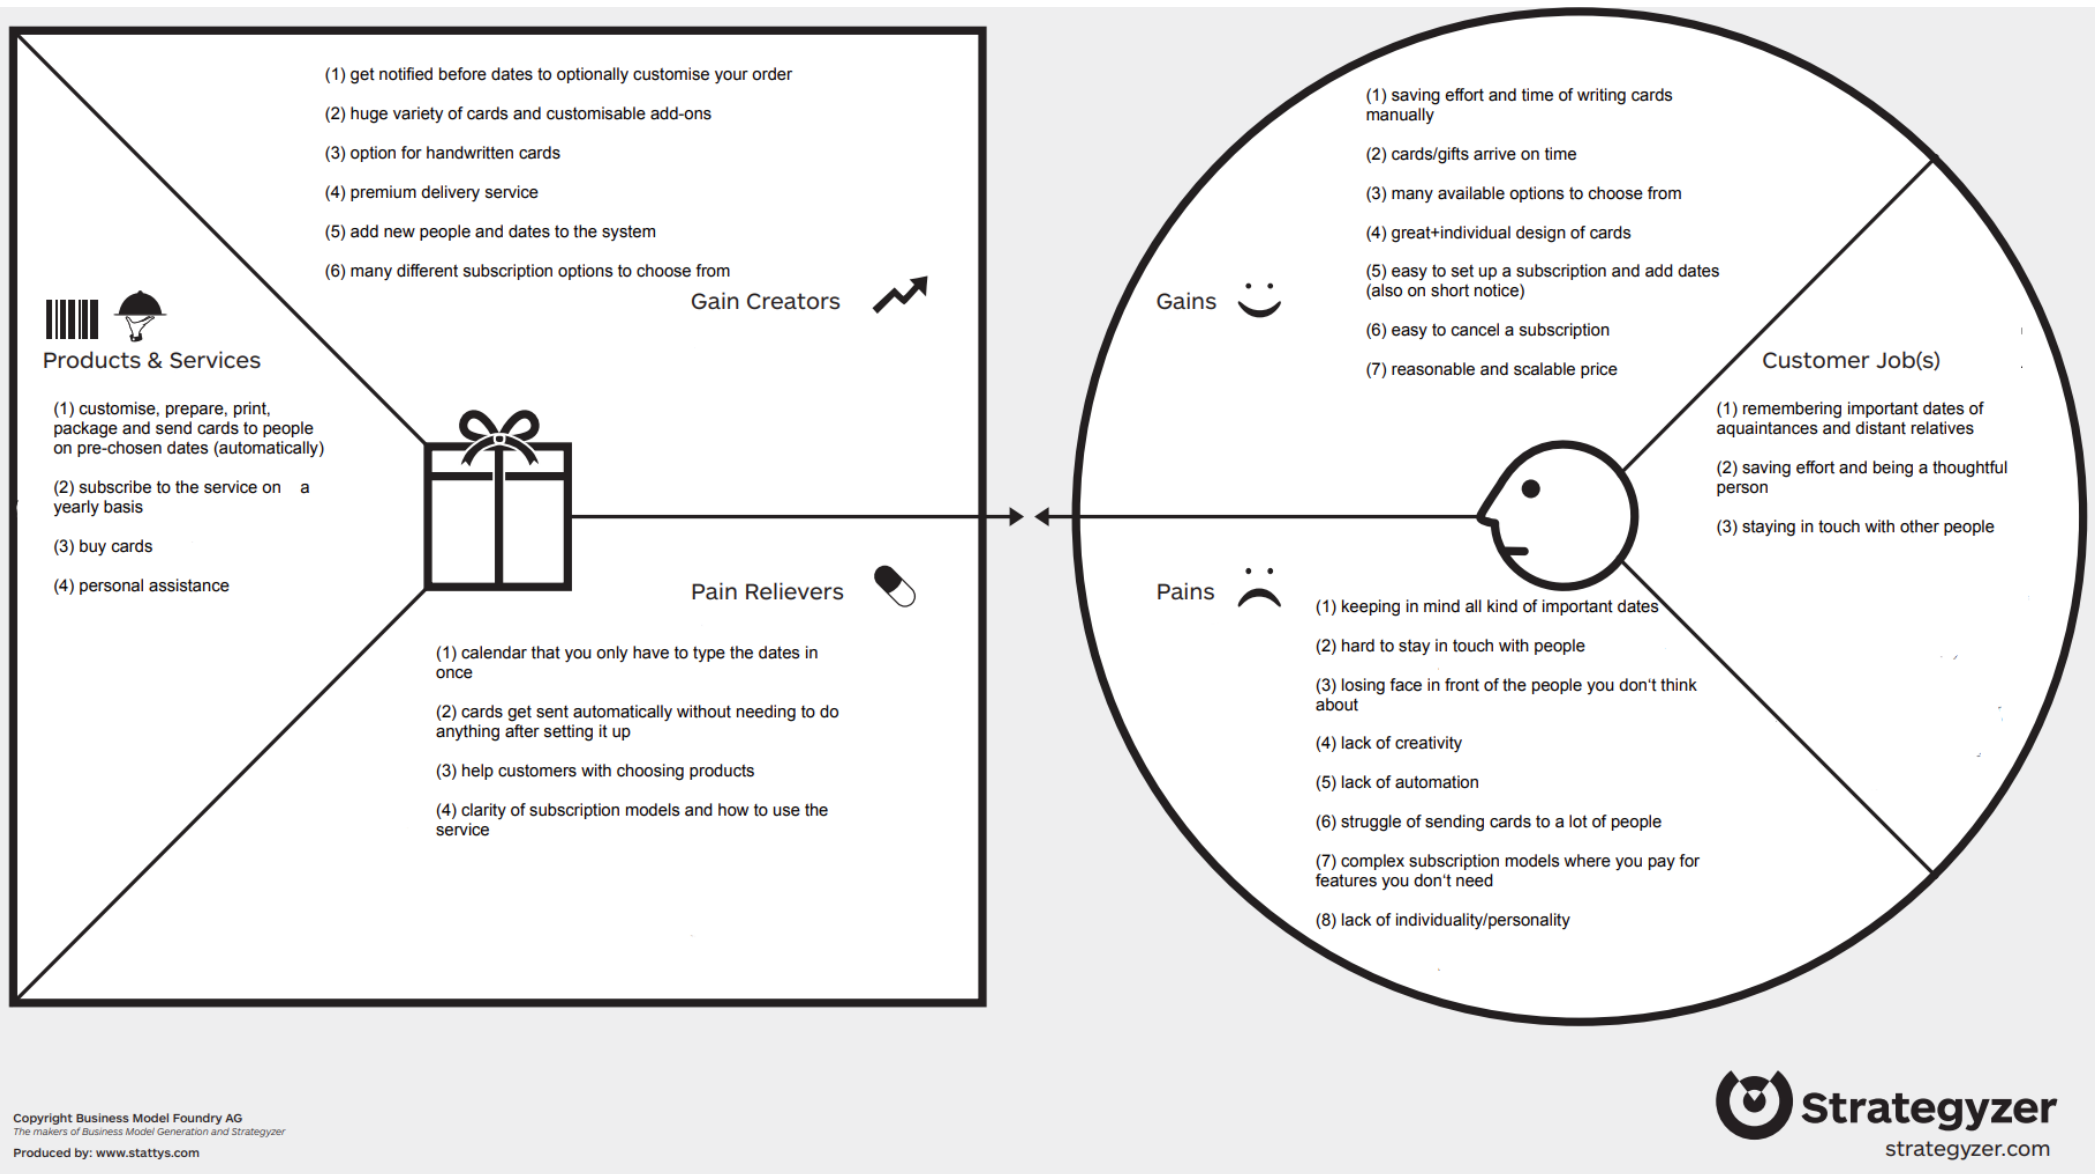 (1) get notified before dates to optionally customise your order
(2) huge variety of cards and customisable add-ons
(3) option for handwritten cards
(4) premium delivery service
(5) add new people and dates to the system
(6) many different subscription options to choose from
Gain Creators
Products & Services
(1) customise, prepare, print,
package and send cards to people
on pre-chosen dates (automatically)
(2) subscribe to the service on a
yearly basis
(3) buy cards
(4) personal assistance
Pain Relievers
(1) calendar that you only have to type the dates in
once
(2) cards get sent automatically without needing to do
anything after setting it up
(3) help customers with choosing products
(4) clarity of subscription models and how to use the
service
(1) saving effort and time of writing cards
manually
(2) cards/gifts arrive on time
(3) many available options to choose from
(4) great+individual design of cards
(5) easy to set up a subscription and add dates
(also on short notice)
(6) easy to cancel a subscription
(7) reasonable and scalable price
Gains
Customer Job(s)
(1) remembering important dates of
aquaintances and distant relatives
(2) saving effort and being a thoughtful
person
(3) staying in touch with other people
Pains
(1) keeping in mind all kind of important dates
(2) hard to stay in touch with people
(3) losing face in front of the people you don't think
about
(4) lack of creativity
(5) lack of automation
(6) struggle of sending cards to a lot of people
(7) complex subscription models where you pay for
features you don't need
(8) lack of individuality/personality
Copyright Business Model Foundry AG
The makers of Business Model Generation and Strategyzer
Produced by: www.stattys.com
Strategyzer
strategyzer.com